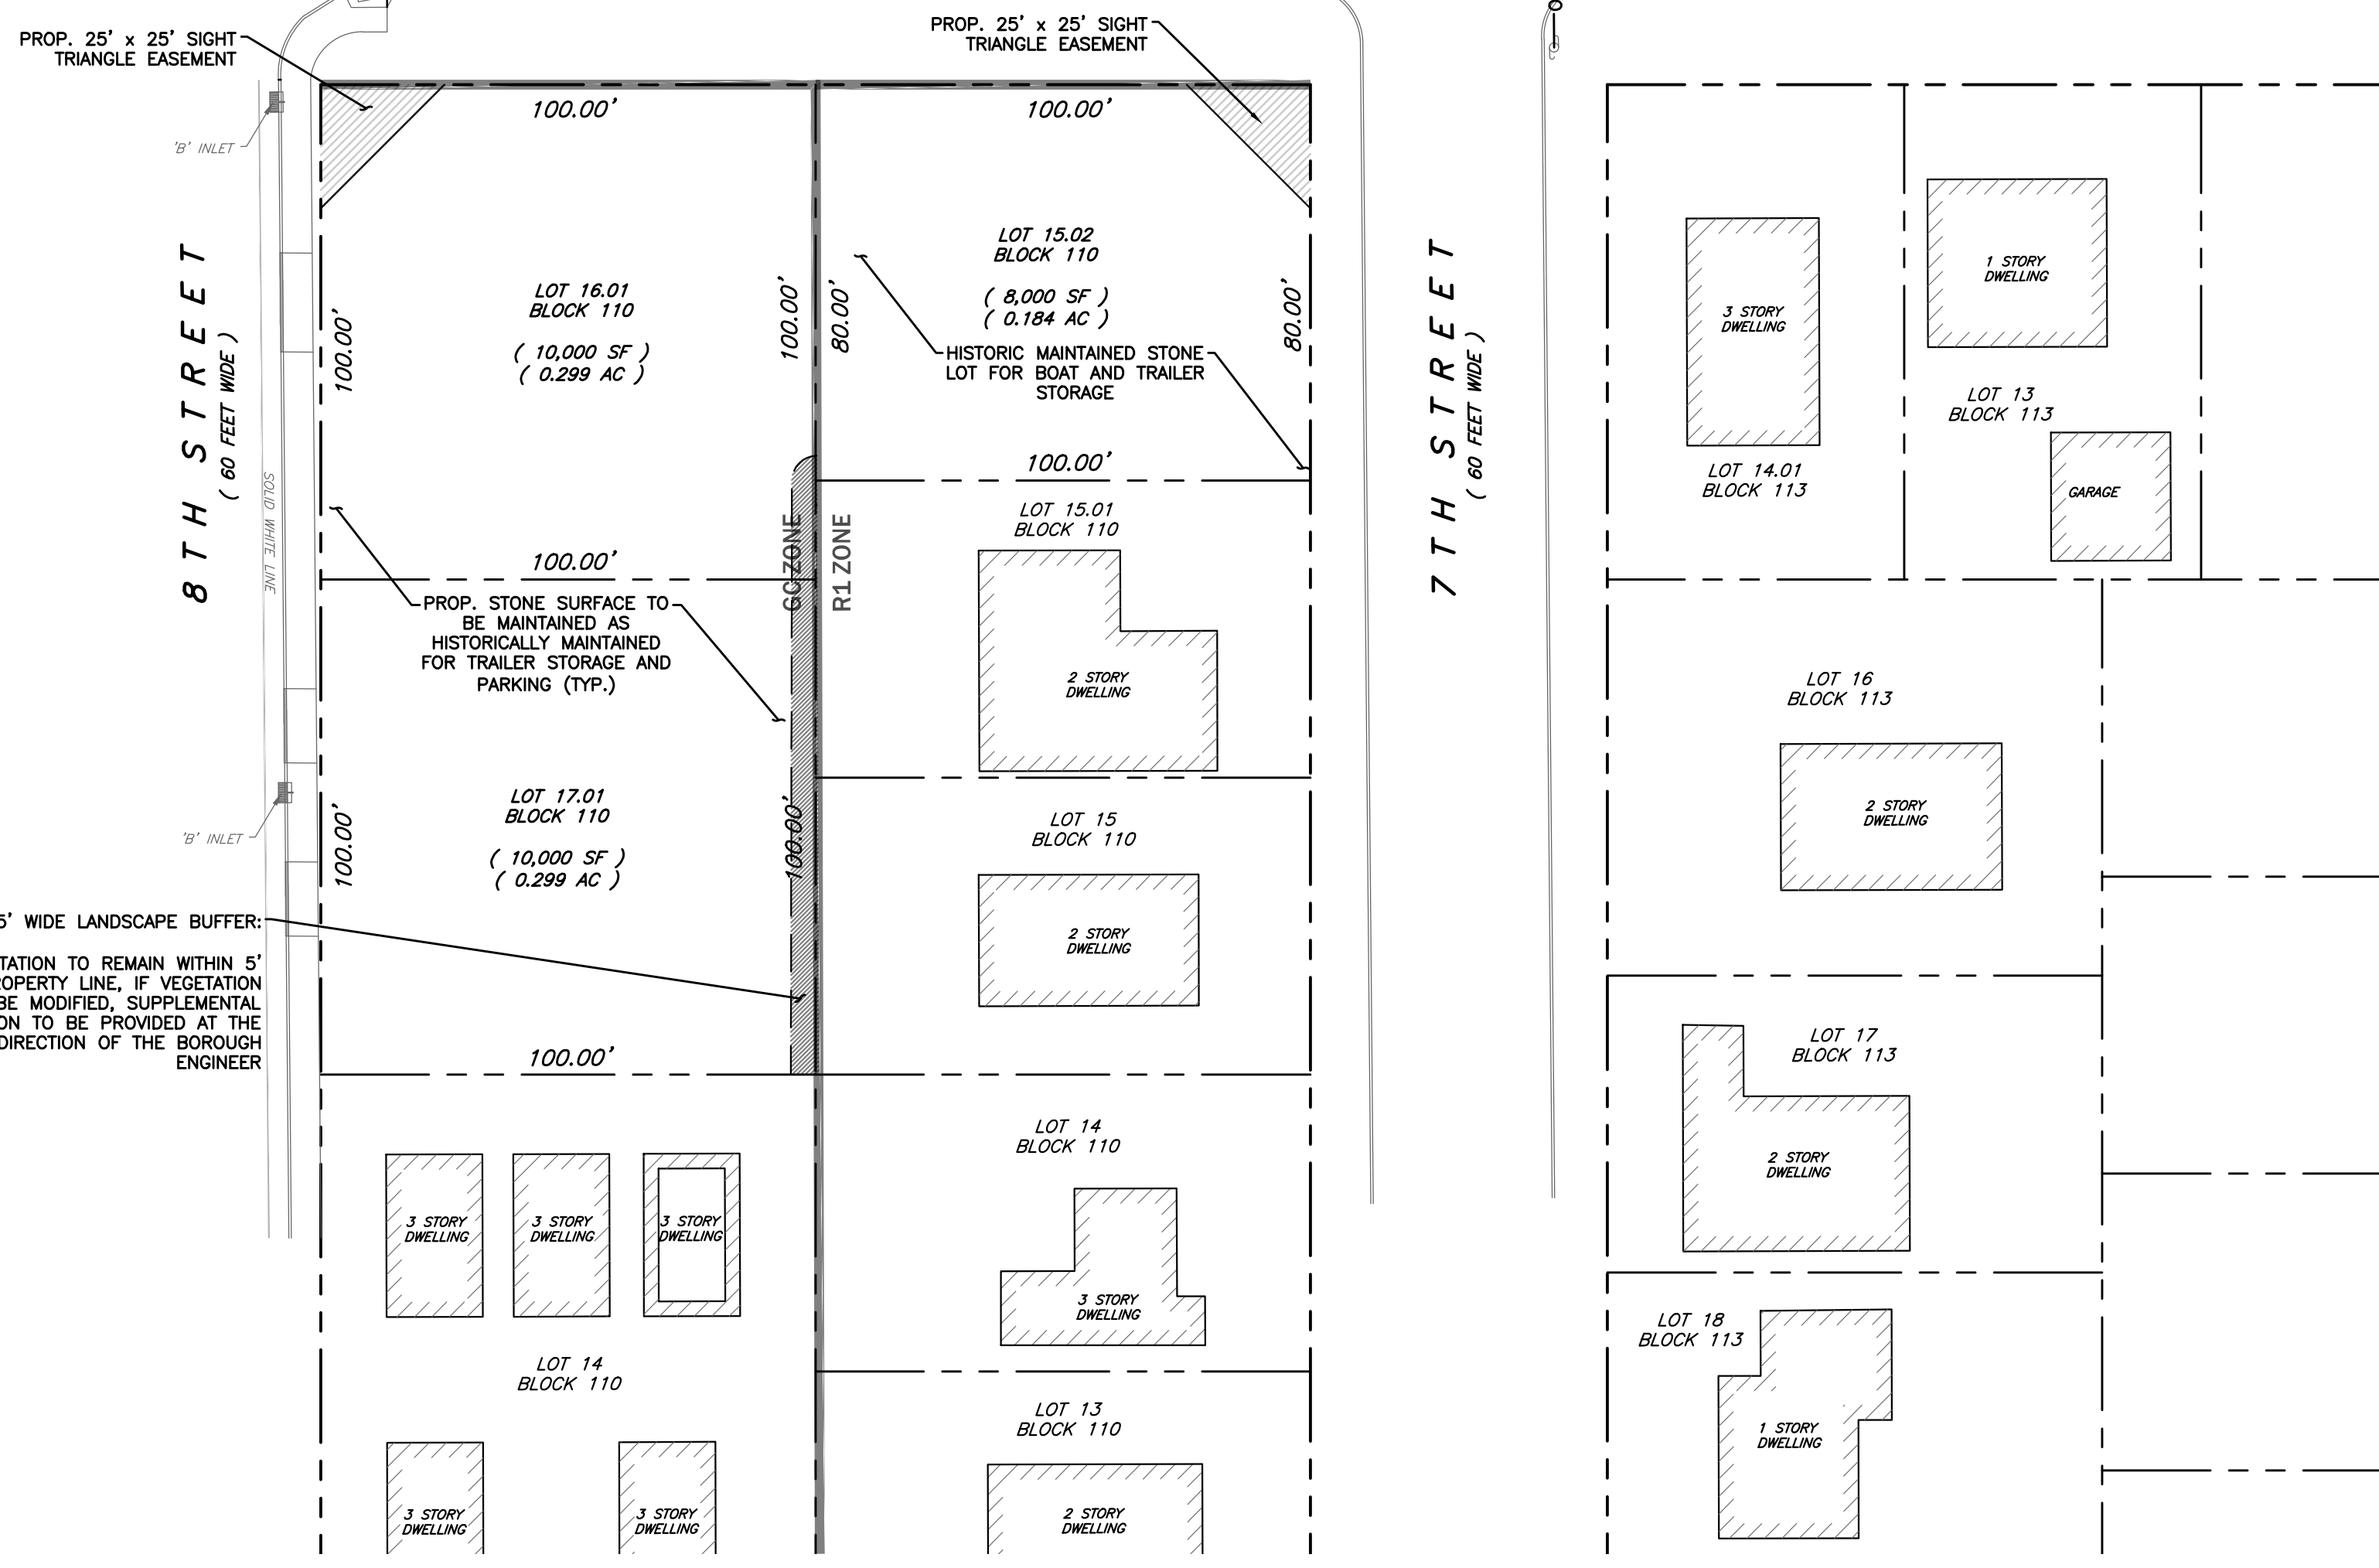 PROP. 25' x 25' SIGHT
TRIANGLE EASEMENT
PROP. 25' x 25' SIGHT
TRIANGLE EASEMENT
'B' INLET
100.00'
100.00'
8TH STREET
( 60 FEET WIDE )
SOLID WHITE LINE
100.00'
LOT 16.01
BLOCK 110
( 10,000 SF )
( 0.299 AC )
100.00'
80.00'
LOT 15.02
BLOCK 110
( 8,000 SF )
( 0.184 AC )
80.00'
HISTORIC MAINTAINED STONE
LOT FOR BOAT AND TRAILER
STORAGE
100.00'
7TH STREET
( 60 FEET WIDE )
3 STORY
DWELLING
LOT 14.01
BLOCK 113
1 STORY
DWELLING
LOT 13
BLOCK 113
GARAGE
100.00'
GC ZONE
R1 ZONE
LOT 15.01
BLOCK 110
2 STORY
DWELLING
PROP. STONE SURFACE TO
BE MAINTAINED AS
HISTORICALLY MAINTAINED
FOR TRAILER STORAGE AND
PARKING (TYP.)
LOT 16
BLOCK 113
2 STORY
DWELLING
'B' INLET
100.00'
LOT 17.01
BLOCK 110
( 10,000 SF )
( 0.299 AC )
100.00'
LOT 15
BLOCK 110
2 STORY
DWELLING
5' WIDE LANDSCAPE BUFFER:
TATION TO REMAIN WITHIN 5'
OPERTY LINE, IF VEGETATION
BE MODIFIED, SUPPLEMENTAL
ON TO BE PROVIDED AT THE
DIRECTION OF THE BOROUGH
ENGINEER
100.00'
LOT 17
BLOCK 113
2 STORY
DWELLING
LOT 14
BLOCK 110
3 STORY
DWELLING
3 STORY
DWELLING
3 STORY
DWELLING
3 STORY
DWELLING
LOT 18
BLOCK 113
1 STORY
DWELLING
LOT 14
BLOCK 110
LOT 13
BLOCK 110
3 STORY
DWELLING
3 STORY
DWELLING
2 STORY
DWELLING